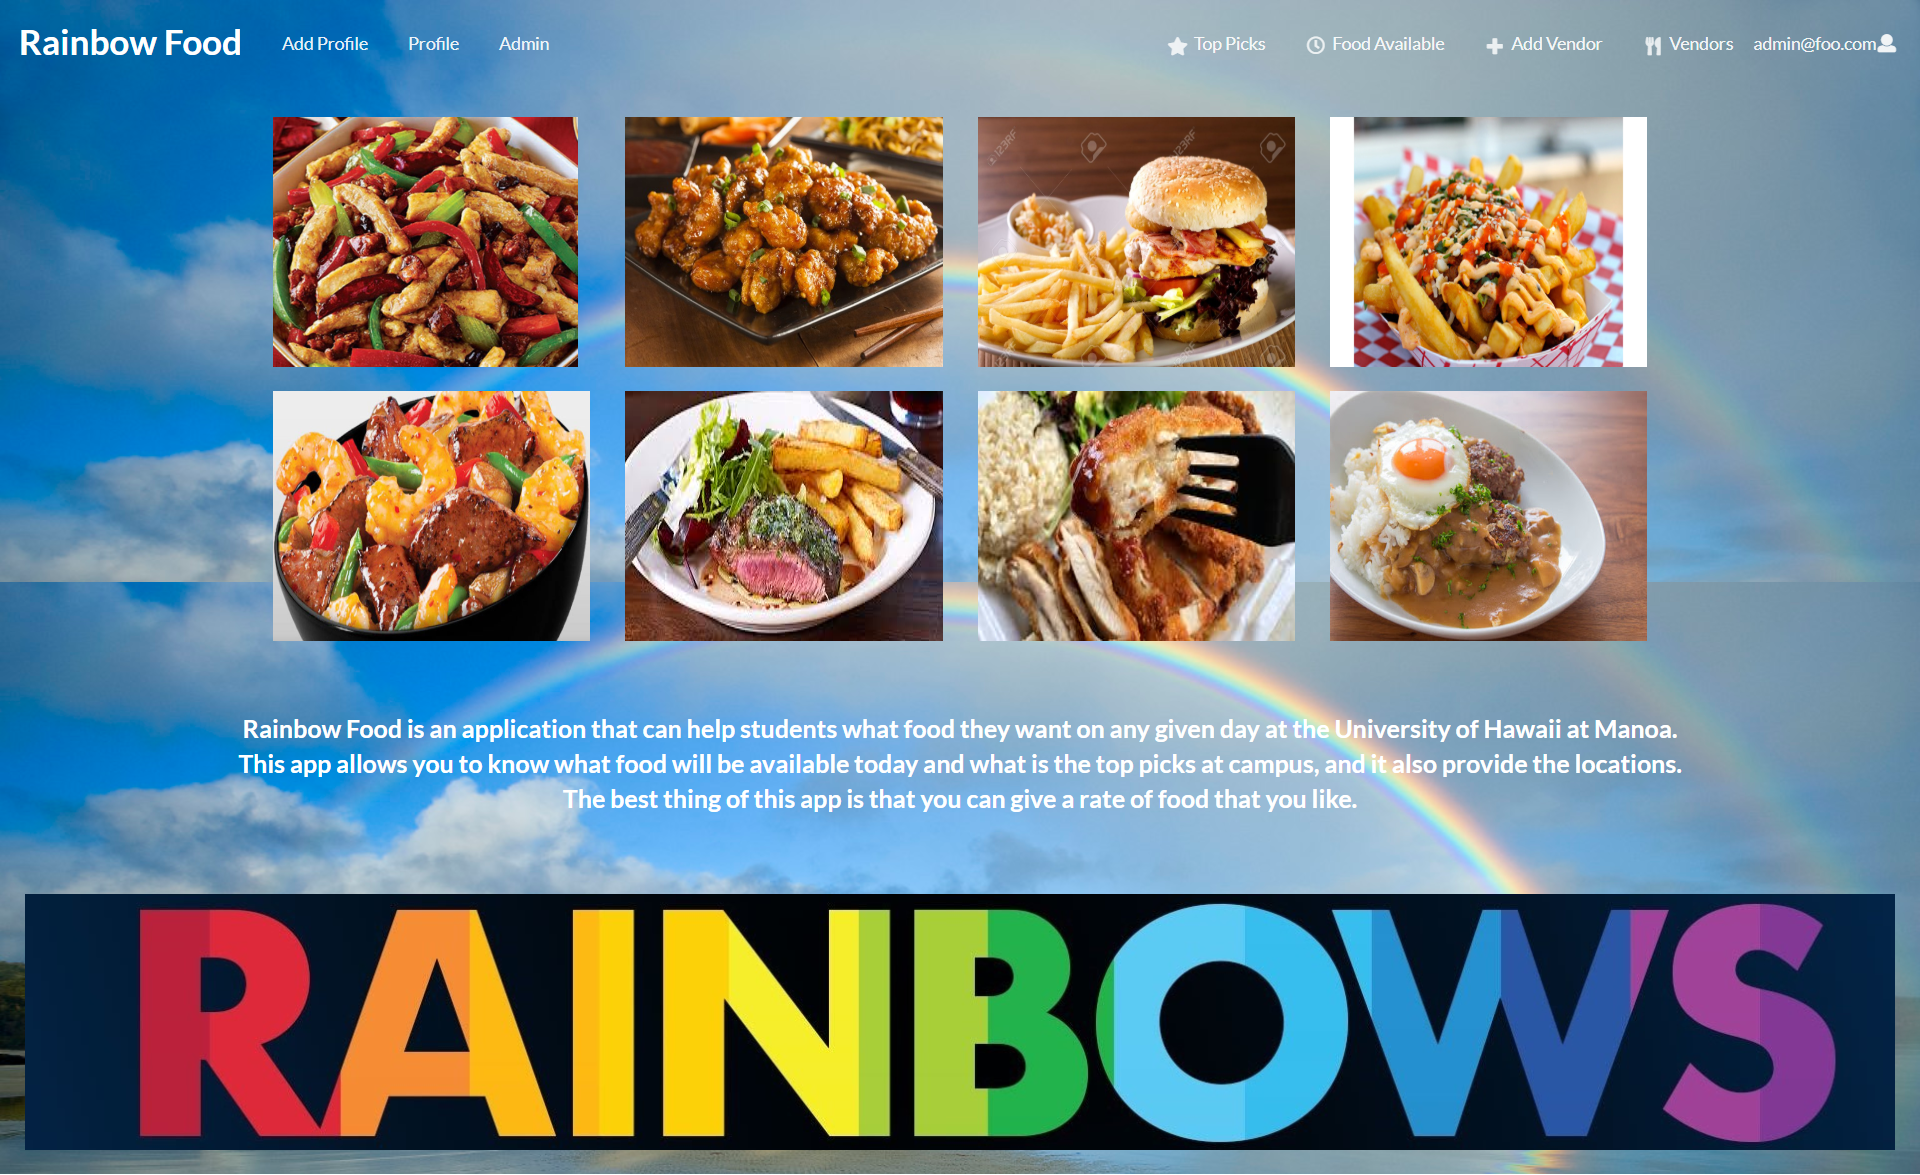 Rainbow Food Add Profile Profile Admin Top Picks Food Available Add Vendor Vendors admin@foo.com
123RF 123RF
Rainbow Food is an application that can help students what food they want on any given day at the University of Hawaii at Manoa.
This app allows you to know what food will be available today and what is the top picks at campus, and it also provide the locations.
The best thing of this app is that you can give a rate of food that you like.
RAINBOWS